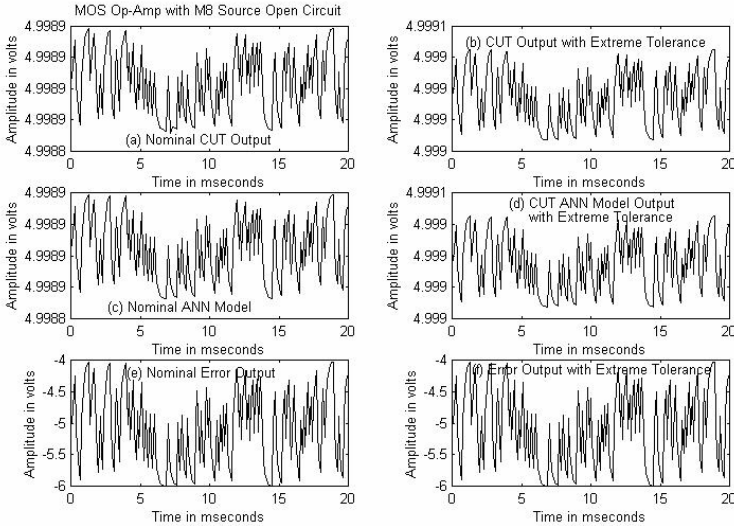 MOS Op-Amp with M8 Source Open Circuit
4.9989
4.9989
4.9989
4.9989
4.9988
Amplitude in volts
(a) Nominal CUT Output
0 5 10 15 20
Time in mseconds
4.9991
4.999
4.999
4.999
4.999
Amplitude in volts
(b) CUT Output with Extreme Tolerance
0 5 10 15 20
Time in mseconds
4.9989
4.9989
4.9989
4.9989
4.9988
Amplitude in volts
(c) Nominal ANN Model
0 5 10 15 20
Time in mseconds
4.9991
4.999
4.999
4.999
4.999
Amplitude in volts
(d) CUT ANN Model Output
with Extreme Tolerance
0 5 10 15 20
Time in mseconds
-4
-4.5
-5
-5.5
-6
Amplitude in volts
(e) Nominal Error Output
0 5 10 15 20
Time in mseconds
-4
-4.5
-5
-5.5
-6
Amplitude in volts
(f) Error Output with Extreme Tolerance
0 5 10 15 20
Time in mseconds